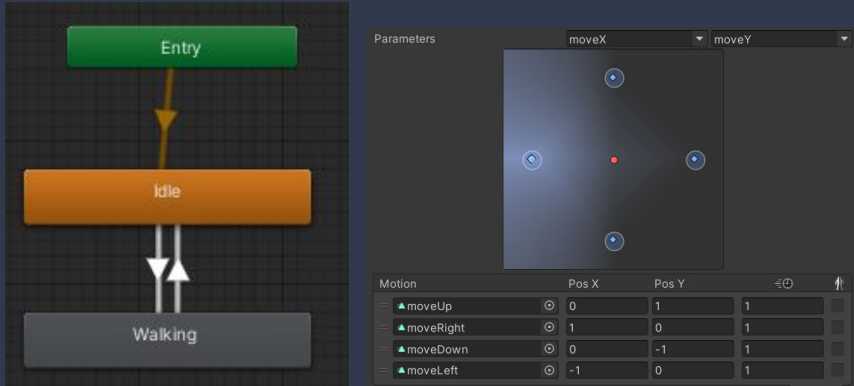 Entry
Idle
Walking
Parameters moveX moveY
Motion Pos X Pos Y
moveUp 0 1 1
moveRight 1 0 1
moveDown 0 -1 1
moveLeft -1 0 1